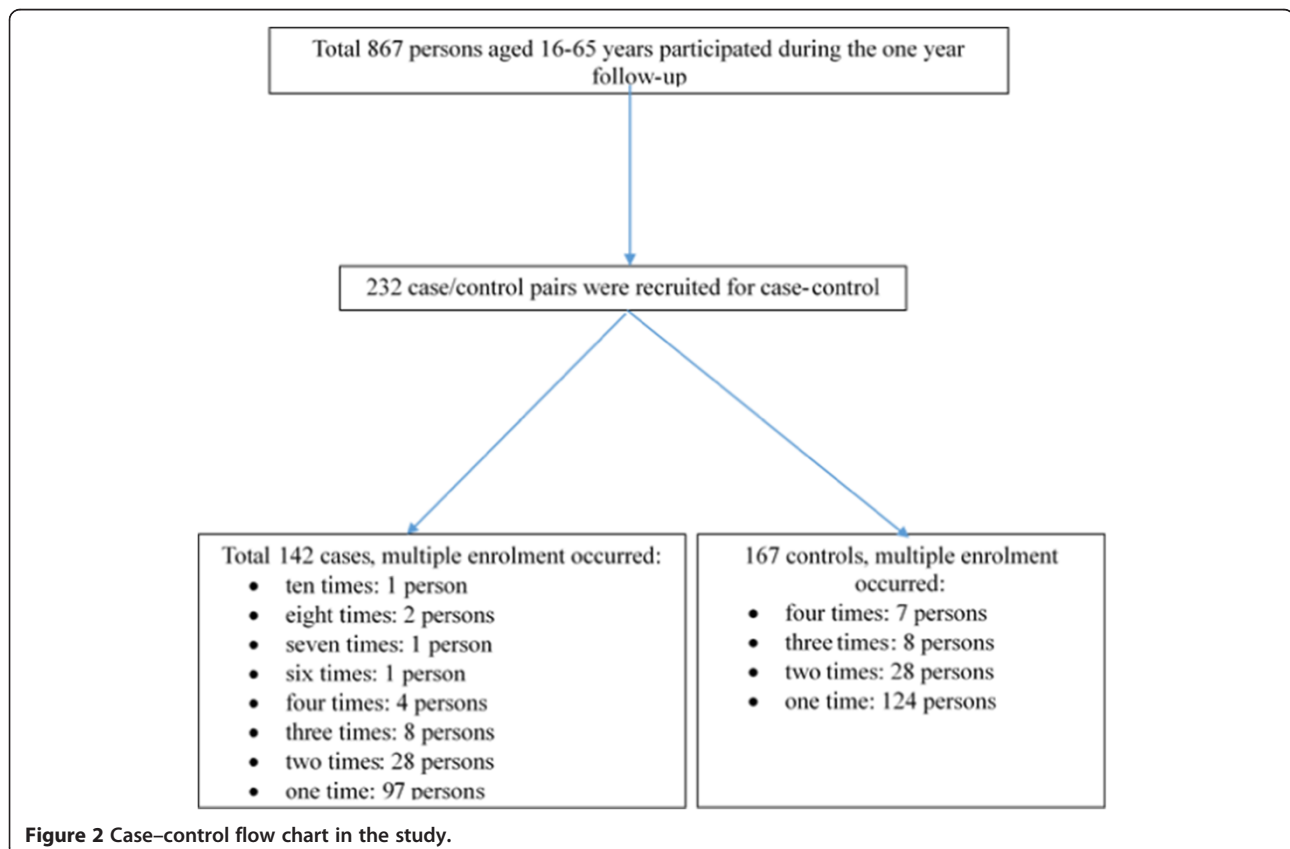 Total 867 persons aged 16-65 years participated during the one year
follow-up
232 case/control pairs were recruited for case-control
Total 142 cases, multiple enrolment occurred:
• ten times: 1 person
• eight times: 2 persons
• seven times: 1 person
• six times: 1 person
• four times: 4 persons
• three times: 8 persons
• two times: 28 persons
• one time: 97 persons
167 controls, multiple enrolment
occurred:
• four times: 7 persons
• three times: 8 persons
• two times: 28 persons
• one time: 124 persons
Figure 2 Case–control flow chart in the study.